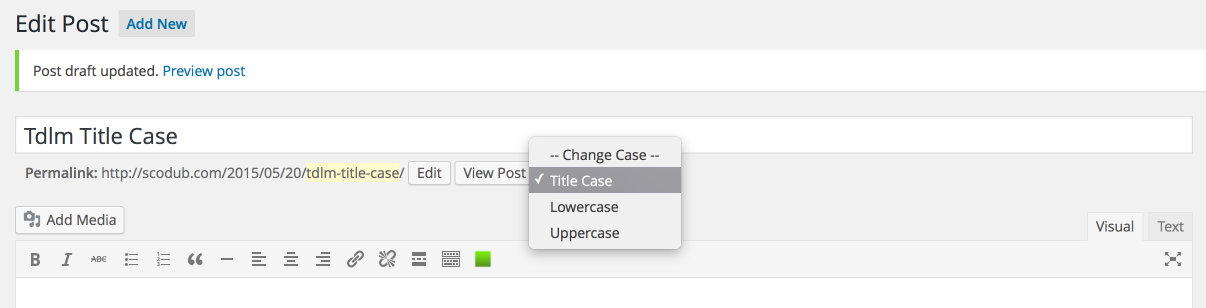 Edit Post Add New
Post draft updated. Preview post
Tdlm Title Case
Permalink: http://scodub.com/2015/05/20/tdlm-title-case/ Edit View Post
-- Change Case --
✓ Title Case
Lowercase
Uppercase
Add Media
Visual Text
B I ABC